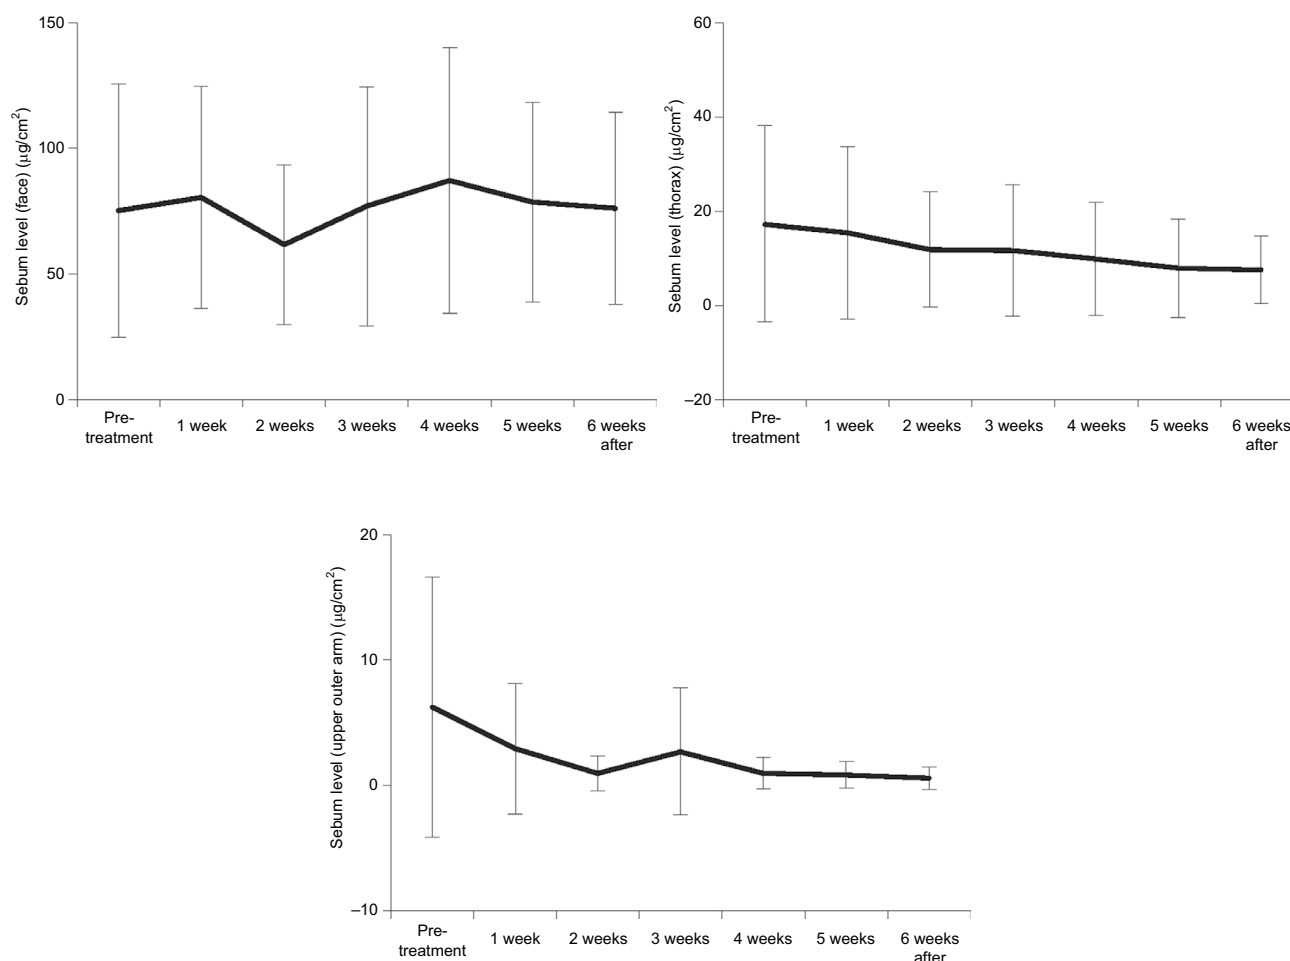 Sebum level (face) (μg/cm²)
150
100
50
0
Pre-
treatment
1 week
2 weeks
3 weeks
4 weeks
5 weeks
6 weeks
after
Sebum level (thorax) (μg/cm²)
60
40
20
0
–20
Pre-
treatment
1 week
2 weeks
3 weeks
4 weeks
5 weeks
6 weeks
after
Sebum level (upper outer arm) (μg/cm²)
20
10
0
–10
Pre-
treatment
1 week
2 weeks
3 weeks
4 weeks
5 weeks
6 weeks
after